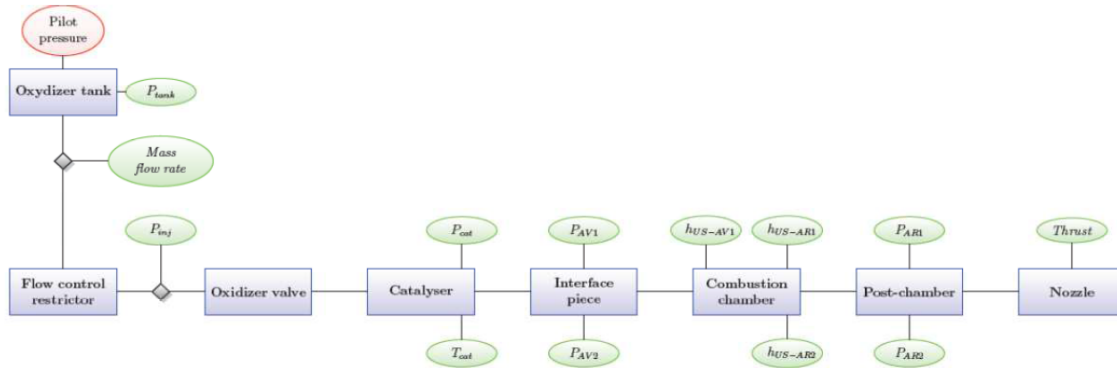 Pilot
pressure
Oxydizer tank
P_tank
Mass
flow rate
P_inj
P_cat
P_AV1
h_US−AV1
h_US−AR1
P_AR1
Thrust
Flow control
restrictor
Oxidizer valve
Catalyser
Interface
piece
Combustion
chamber
Post-chamber
Nozzle
T_cat
P_AV2
h_US−AR2
P_AR2